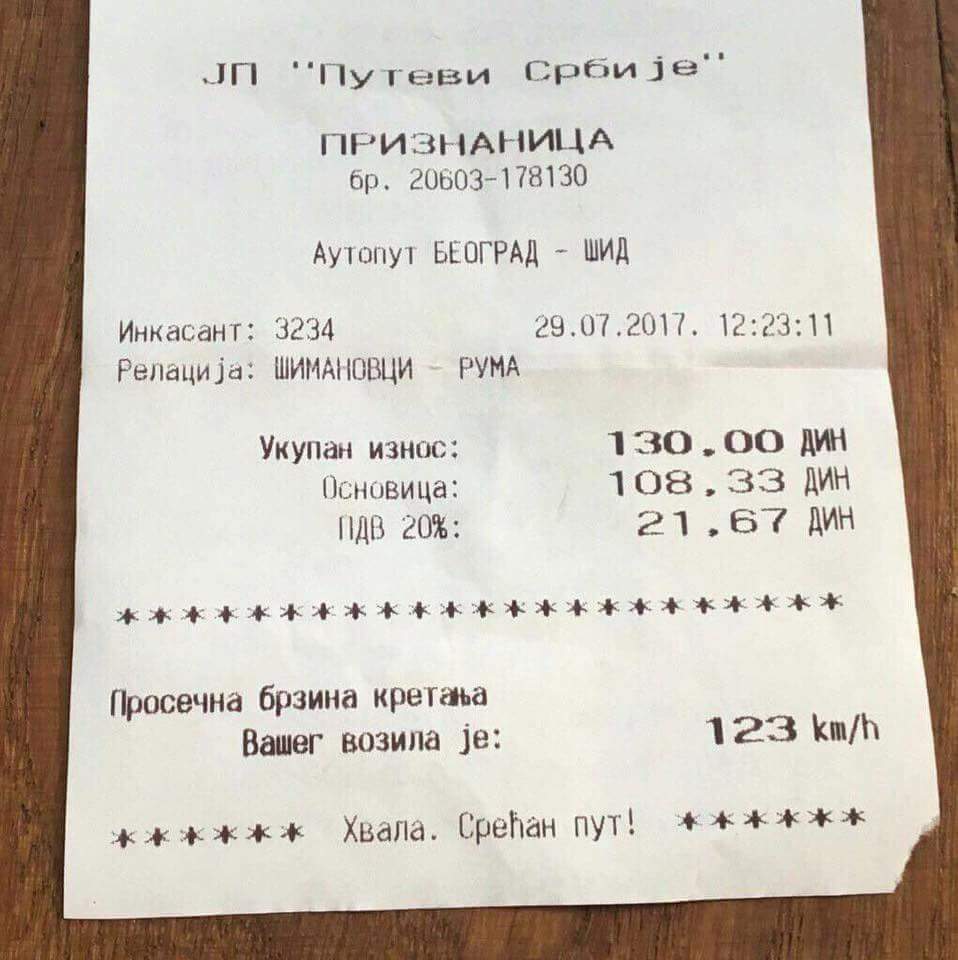 ЈП ''Путеви Србије''
ПРИЗНАНИЦА
бр. 20603-178130
Аутопут БЕОГРАД - ШИД
Инкасант: 3234 29.07.2017. 12:23:11
Релација: ШИМАНОВЦИ - РУМА
Укупан износ: 130.00 ДИН
Основица: 108.33 ДИН
ПДВ 20%: 21.67 ДИН
***********************
Просечна брзина кретања
Вашег возила је: 123 km/h
****** Хвала. Срећан пут! ******